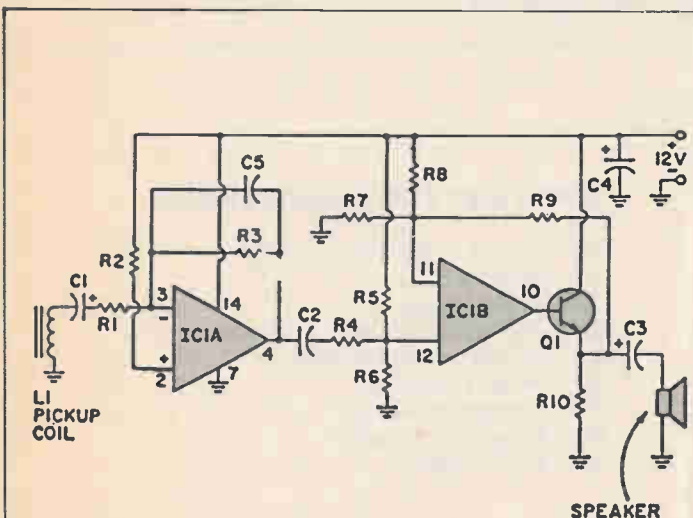 C5
R8
C4
+
12V
-
R7
R9
R2
R3
C1
+
R1
3
-
14
R5
11
IC1A
IC1B
10
+
2
4
C2
R4
12
Q1
+
C3
7
R6
R10
L1
PICKUP
COIL
SPEAKER